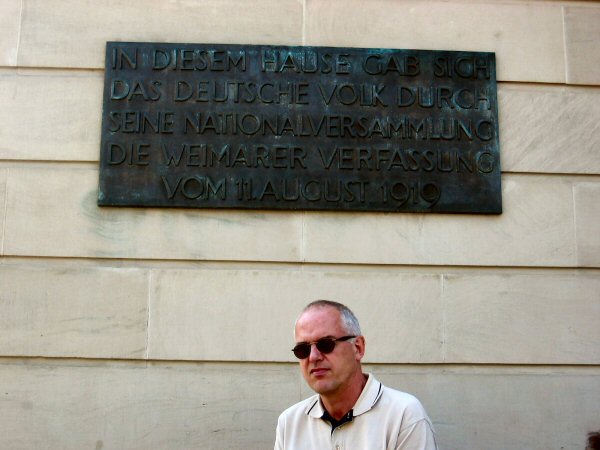 IN DIESEM HAUSE GAB SICH
DAS DEUTSCHE VOLK DURCH
SEINE NATIONALVERSAMMLUNG
DIE WEIMARER VERFASSUNG
VOM 11. AUGUST 1919